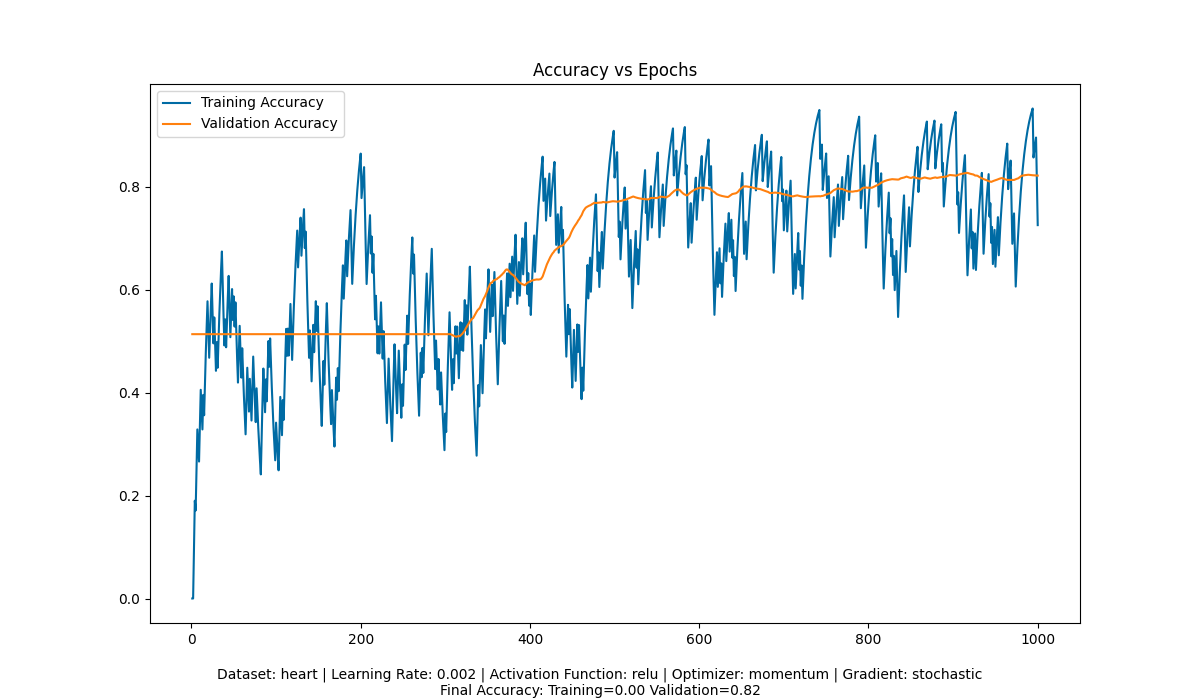 Accuracy vs Epochs
Training Accuracy
Validation Accuracy
0.8
0.6
0.4
0.2
0.0
0 200 400 600 800 1000
Dataset: heart | Learning Rate: 0.002 | Activation Function: relu | Optimizer: momentum | Gradient: stochastic
Final Accuracy: Training=0.00 Validation=0.82